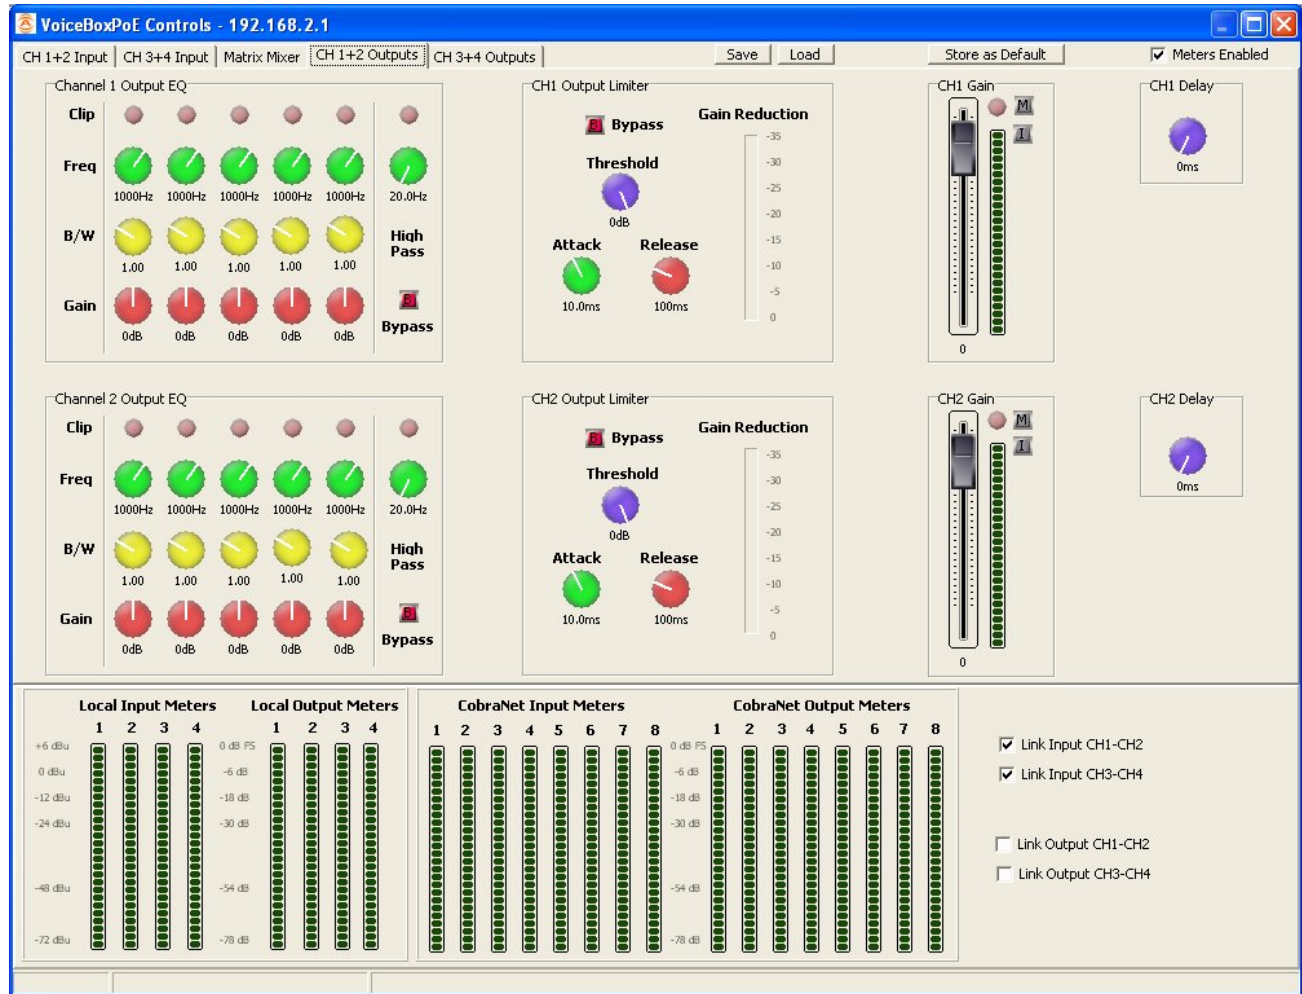 VoiceBoxPoE Controls - 192.168.2.1
CH 1+2 Input CH 3+4 Input Matrix Mixer CH 1+2 Outputs CH 3+4 Outputs Save Load Store as Default Meters Enabled
Channel 1 Output EQ
Clip
Freq
1000Hz 1000Hz 1000Hz 1000Hz 1000Hz 20.0Hz
B/W
High
Pass
1.00 1.00 1.00 1.00 1.00
Gain
B
Bypass
0dB 0dB 0dB 0dB 0dB
CH1 Output Limiter
B Bypass
Gain Reduction
-35
-30
-25
-20
-15
-10
-5
0
Threshold
0dB
Attack Release
10.0ms 100ms
CH1 Gain
M
I
0
CH1 Delay
0ms
Channel 2 Output EQ
Clip
Freq
1000Hz 1000Hz 1000Hz 1000Hz 1000Hz 20.0Hz
B/W
High
Pass
1.00 1.00 1.00 1.00 1.00
Gain
B
Bypass
0dB 0dB 0dB 0dB 0dB
CH2 Output Limiter
B Bypass
Gain Reduction
-35
-30
-25
-20
-15
-10
-5
0
Threshold
0dB
Attack Release
10.0ms 100ms
CH2 Gain
M
I
0
CH2 Delay
0ms
Local Input Meters
1 2 3 4
+6 dBu
0 dBu
-12 dBu
-24 dBu
-48 dBu
-72 dBu
Local Output Meters
1 2 3 4
0 dB FS
-6 dB
-18 dB
-30 dB
-54 dB
-78 dB
CobraNet Input Meters
1 2 3 4 5 6 7 8
CobraNet Output Meters
1 2 3 4 5 6 7 8
0 dB FS
-6 dB
-18 dB
-30 dB
-54 dB
-78 dB
Link Input CH1-CH2
Link Input CH3-CH4
Link Output CH1-CH2
Link Output CH3-CH4